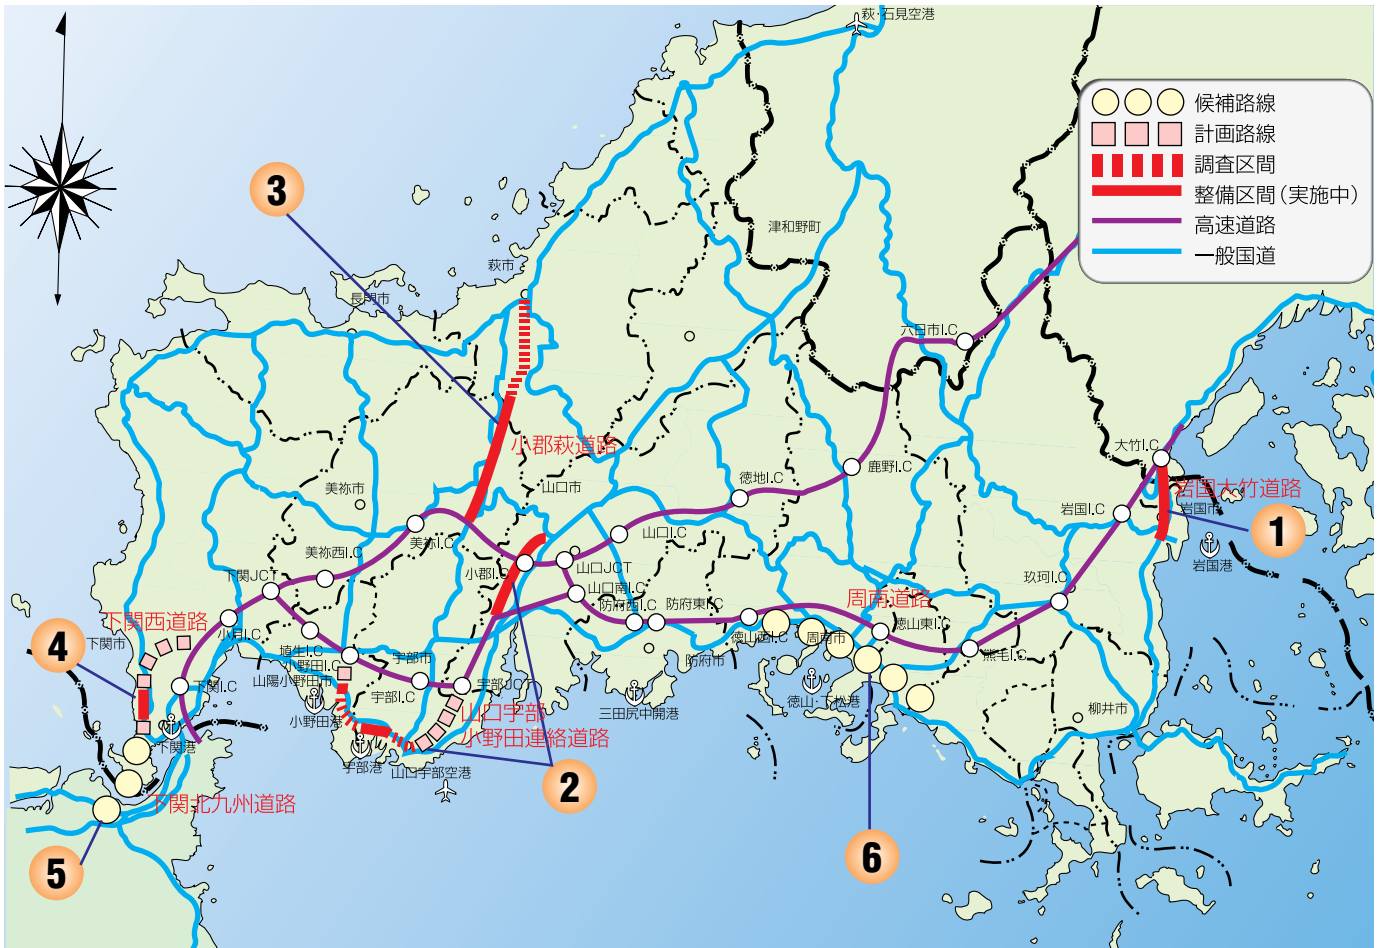 萩・石見空港
候補路線
計画路線
調査区間
整備区間（実施中）
高速道路
一般国道
3
津和野町
萩市
長門市
六日市I.C
小郡萩道路
大竹I.C
鹿野I.C
徳地I.C
岩国大竹道路
美祢市
山口市
岩国I.C
岩国市
1
美祢I.C
山口I.C
岩国港
美祢西I.C
小郡I.C
山口JCT
下関JCT
玖珂I.C
山口南I.C
周南道路
防府西I.C
防府東I.C
下関西道路
小月I.C
徳山西I.C
周南市
徳山東I.C
4
下関市
埴生I.C
小野田I.C
宇部市
防府市
熊毛I.C
山陽小野田市
下関I.C
宇部I.C
宇部JCT
6
徳山・下松港
柳井市
山口宇部
小野田連絡道路
小野田港
三田尻中関港
下関港
宇部港
山口宇部空港
2
下関北九州道路
5